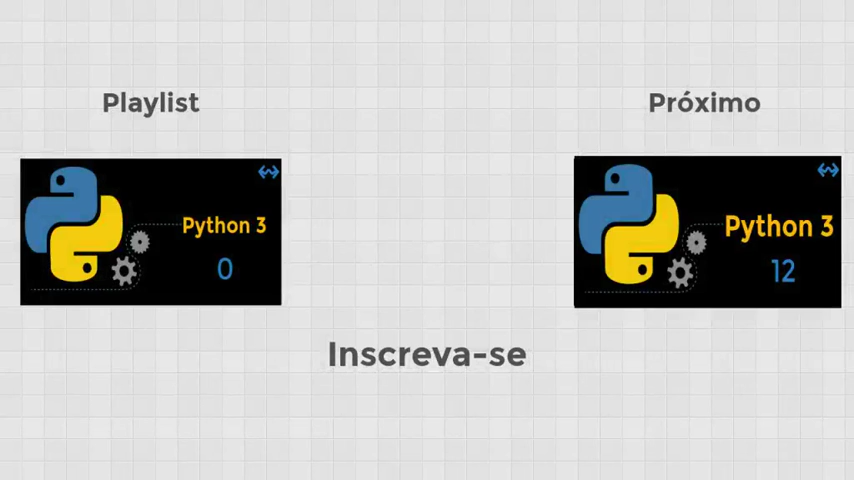 Playlist
Próximo
Python 3
0
Python 3
12
Inscreva-se